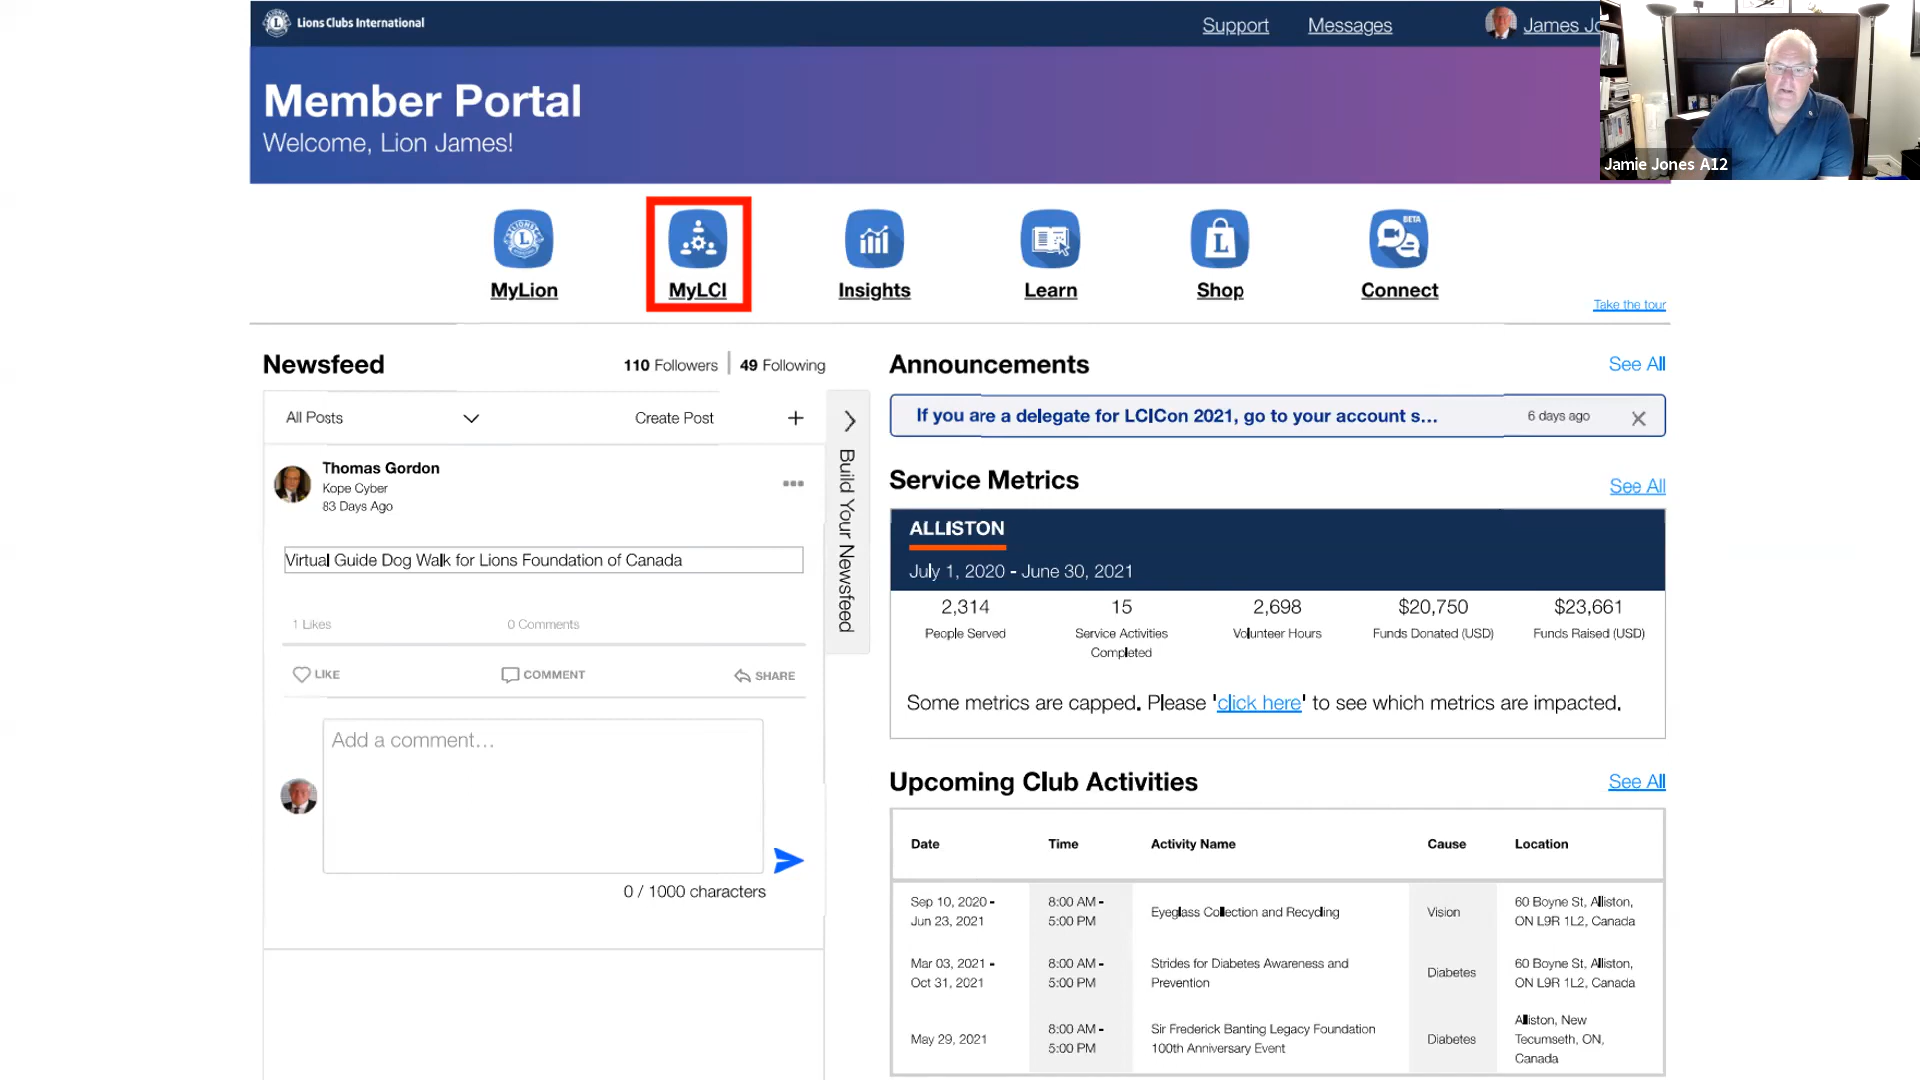 Lions Clubs International
Support
Messages
James Jo
Member Portal
Welcome, Lion James!
Jamie Jones A12
MyLion
MyLCI
Insights
Learn
Shop
BETA
Connect
Take the tour
Newsfeed
110 Followers
49 Following
All Posts
Create Post
Build Your Newsfeed
Thomas Gordon
Kope Cyber
83 Days Ago
Virtual Guide Dog Walk for Lions Foundation of Canada
1 Likes
0 Comments
LIKE
COMMENT
SHARE
Add a comment...
0 / 1000 characters
Announcements
See All
If you are a delegate for LCICon 2021, go to your account s...
6 days ago
Service Metrics
See All
ALLISTON
July 1, 2020 - June 30, 2021
2,314
People Served
15
Service Activities
Completed
2,698
Volunteer Hours
$20,750
Funds Donated (USD)
$23,661
Funds Raised (USD)
Some metrics are capped. Please 'click here' to see which metrics are impacted.
Upcoming Club Activities
See All
Date
Time
Activity Name
Cause
Location
Sep 10, 2020 -
Jun 23, 2021
8:00 AM -
5:00 PM
Eyeglass Collection and Recycling
Vision
60 Boyne St, Alliston,
ON L9R 1L2, Canada
Mar 03, 2021 -
Oct 31, 2021
8:00 AM -
5:00 PM
Strides for Diabetes Awareness and
Prevention
Diabetes
60 Boyne St, Alliston,
ON L9R 1L2, Canada
May 29, 2021
8:00 AM -
5:00 PM
Sir Frederick Banting Legacy Foundation
100th Anniversary Event
Diabetes
Alliston, New
Tecumseth, ON,
Canada